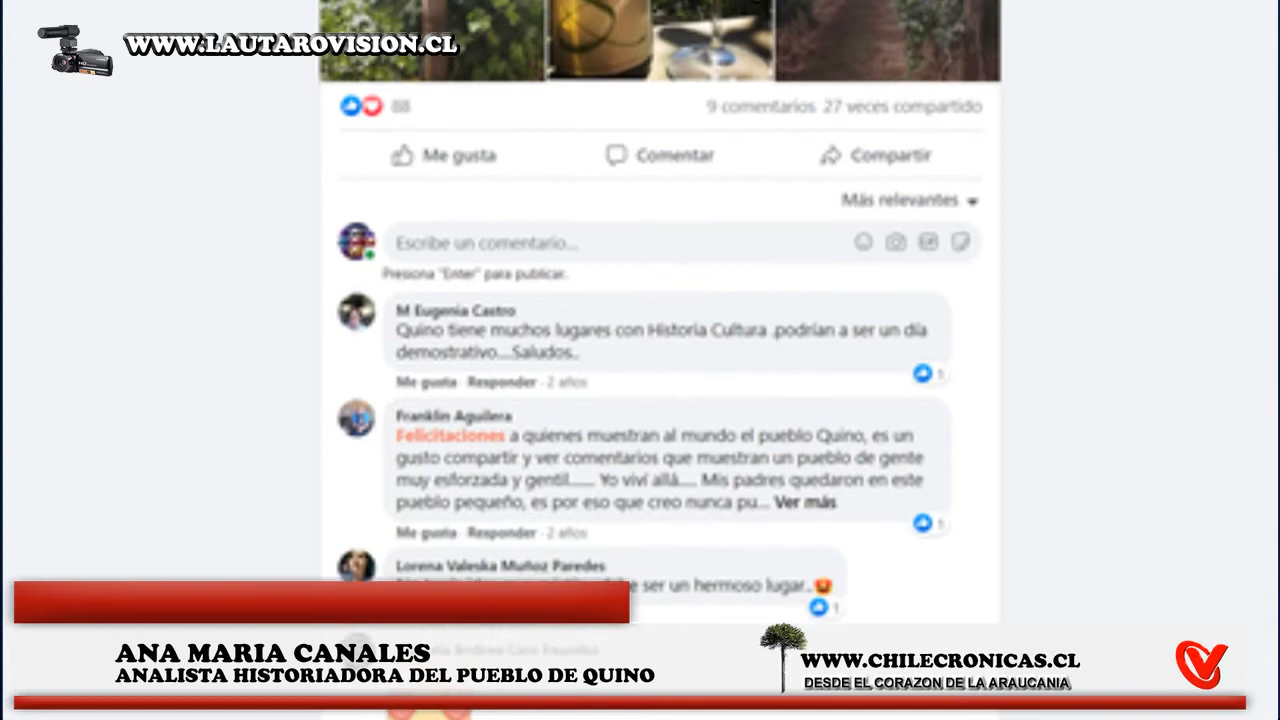 WWW.LAUTAROVISION.CL
88
9 comentarios 27 veces compartido
Me gusta
Comentar
Compartir
Más relevantes
Escribe un comentario...
Presiona "Enter" para publicar.
M Eugenia Castro
Quino tiene muchos lugares con Historia Cultura .podrían a ser un día
demostrativo....Saludos..
Me gusta · Responder · 2 años
1
Franklin Aguilera
Felicitaciones a quienes muestran al mundo el pueblo Quino, es un
gusto compartir y ver comentarios que muestran un pueblo de gente
muy esforzada y gentil....... Yo viví allá..... Mis padres quedaron en este
pueblo pequeño, es por eso que creo nunca pu... Ver más
1
Me gusta · Responder · 2 años
Lorena Valeska Muñoz Paredes
ser un hermoso lugar..
1
ANA MARIA CANALES
ANALISTA HISTORIADORA DEL PUEBLO DE QUINO
WWW.CHILECRONICAS.CL
DESDE EL CORAZON DE LA ARAUCANIA